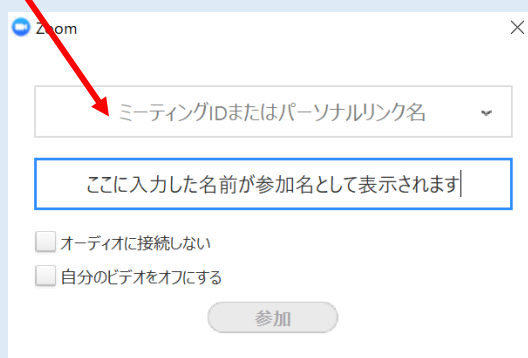 Zoom
ミーティングIDまたはパーソナルリンク名
ここに入力した名前が参加名として表示されます
オーディオに接続しない
自分のビデオをオフにする
参加